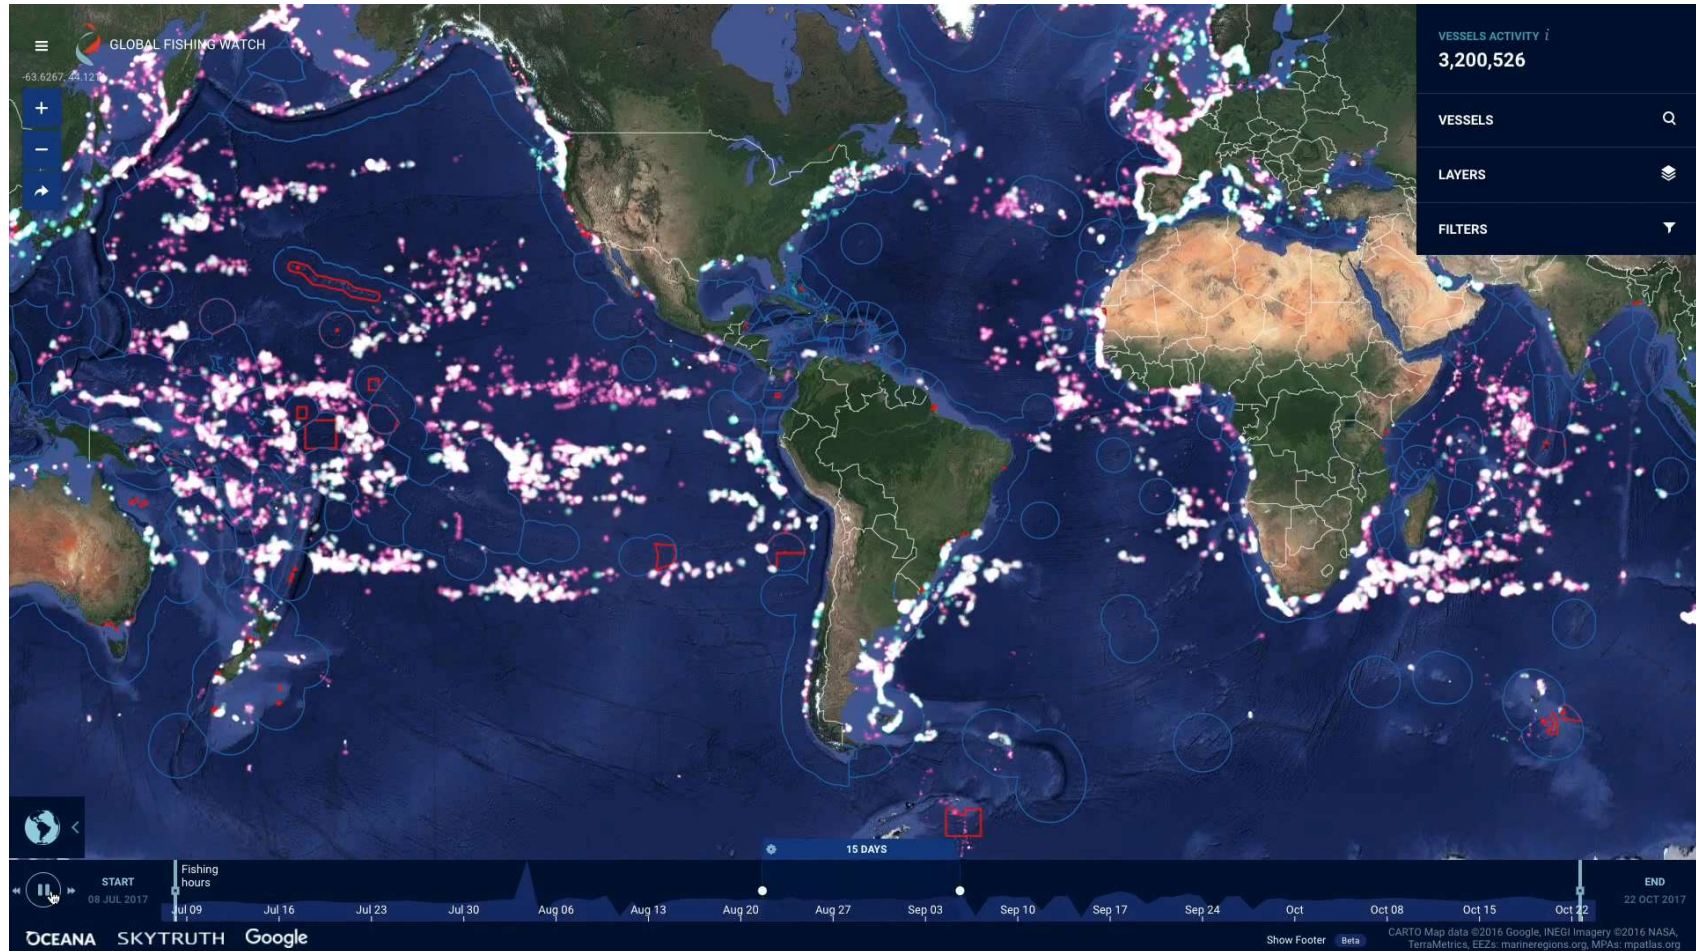 GLOBAL FISHING WATCH
VESSELS ACTIVITY i
3,200,526
VESSELS
LAYERS
FILTERS
15 DAYS
START
08 JUL 2017
Fishing
hours
Jul 09 Jul 16 Jul 23 Jul 30 Aug 06 Aug 13 Aug 20 Aug 27 Sep 03 Sep 10 Sep 17 Sep 24 Oct Oct 08 Oct 15 Oct 22
END
22 OCT 2017
OCEANA SKYTRUTH Google
Show Footer Beta
CARTO Map data ©2016 Google, INEGI Imagery ©2016 NASA,
TerraMetrics, EEZs: marineregions.org, MPAs: mpatlas.org